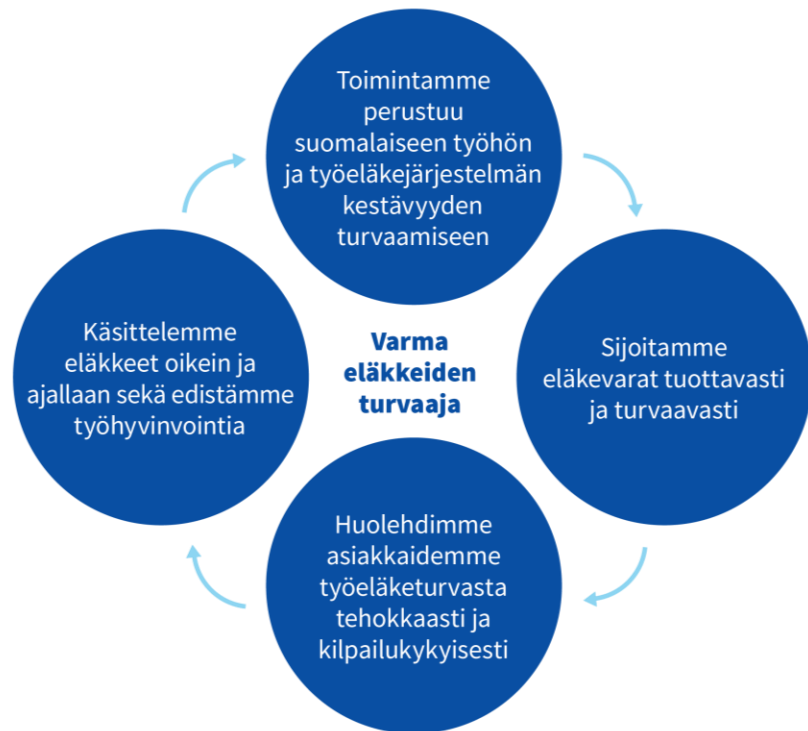 Toimintamme
perustuu
suomalaiseen työhön
ja työeläkejärjestelmän
kestävyyden
turvaamiseen
Sijoitamme
eläkevarat tuottavasti
ja turvaavasti
Huolehdimme
asiakkaidemme
työeläketurvasta
tehokkaasti ja
kilpailukykyisesti
Käsittelemme
eläkkeet oikein ja
ajallaan sekä edistämme
työhyvinvointia
Varma
eläkkeiden
turvaaja